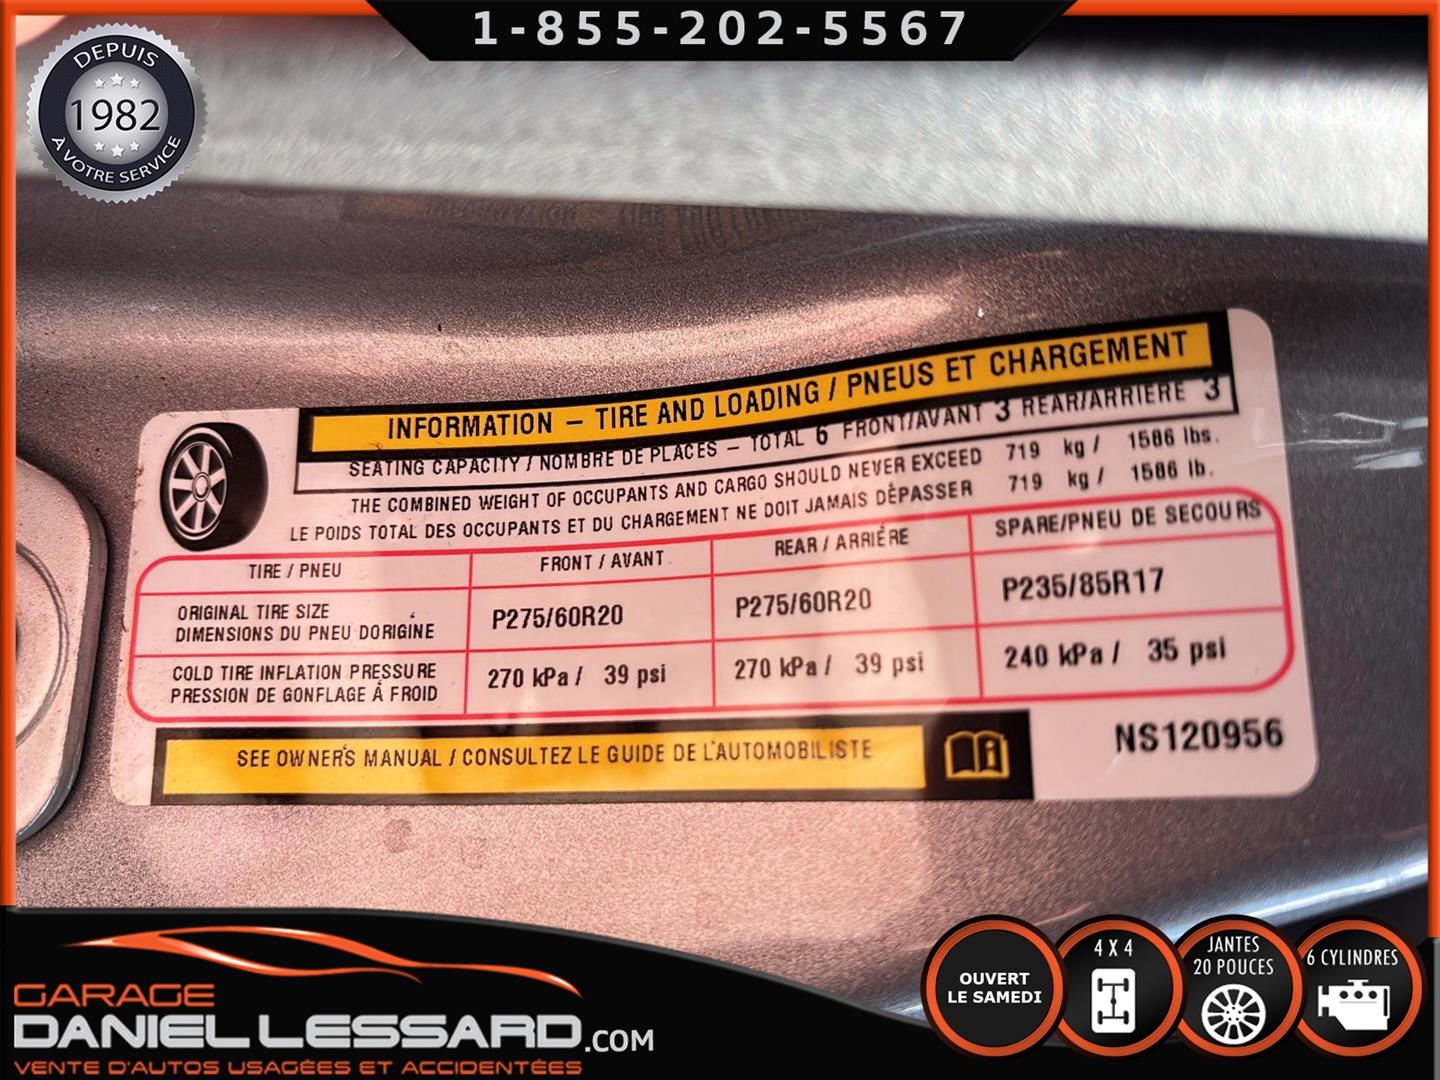 1-855-202-5567
DEPUIS
1982
À VOTRE SERVICE
INFORMATION – TIRE AND LOADING / PNEUS ET CHARGEMENT
SEATING CAPACITY / NOMBRE DE PLACES – TOTAL 6 FRONT/AVANT 3 REAR/ARRIÈRE 3
THE COMBINED WEIGHT OF OCCUPANTS AND CARGO SHOULD NEVER EXCEED 719 kg / 1586 lbs.
LE POIDS TOTAL DES OCCUPANTS ET DU CHARGEMENT NE DOIT JAMAIS DÈPASSER 719 kg / 1586 lb.
TIRE / PNEU FRONT / AVANT REAR / ARRIÉRE SPARE/PNEU DE SECOURS
ORIGINAL TIRE SIZE
DIMENSIONS DU PNEU DORIGINE P275/60R20 P275/60R20 P235/85R17
COLD TIRE INFLATION PRESSURE
PRESSION DE GONFLAGE Á FROID 270 kPa / 39 psi 270 kPa / 39 psi 240 kPa / 35 psi
SEE OWNER'S MANUAL / CONSULTEZ LE GUIDE DE L'AUTOMOBILISTE
NS120956
GARAGE
DANIEL LESSARD.COM
VENTE D'AUTOS USAGÉES ET ACCIDENTÉES
OUVERT
LE SAMEDI
4 X 4
JANTES
20 POUCES
6 CYLINDRES